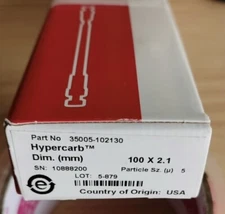 Part No 35005-102130
Hypercarb™
Dim. (mm) 100 X 2.1
SN: 10888200 Particle Sz. (µ) 5
LOT: 5-879
Country of Origin: USA